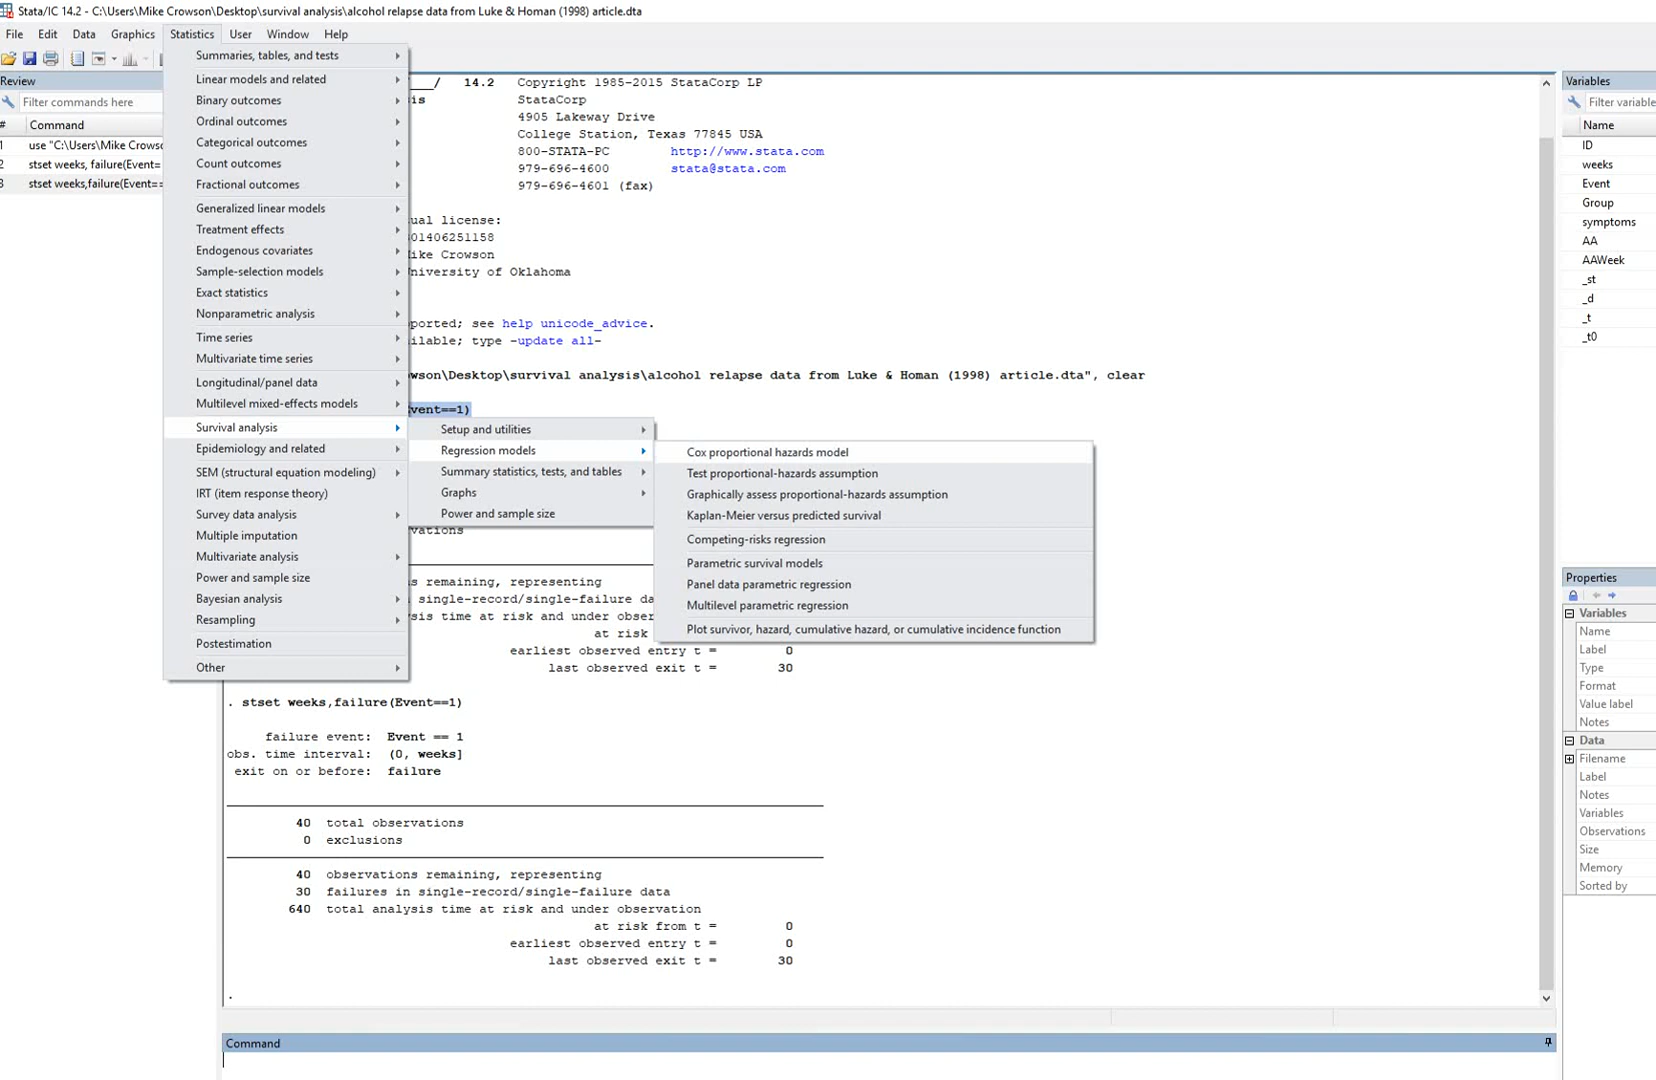 Stata/IC 14.2 - C:\Users\Mike Crowson\Desktop\survival analysis\alcohol relapse data from Luke & Homan (1998) article.dta
File Edit Data Graphics Statistics User Window Help
Review
Filter commands here
# Command
1 use "C:\Users\Mike Crowso
2 stset weeks, failure(Event=
3 stset weeks,failure(Event==
Summaries, tables, and tests
Linear models and related
Binary outcomes
Ordinal outcomes
Categorical outcomes
Count outcomes
Fractional outcomes
Generalized linear models
Treatment effects
Endogenous covariates
Sample-selection models
Exact statistics
Nonparametric analysis
Time series
Multivariate time series
Longitudinal/panel data
Multilevel mixed-effects models
Survival analysis
Epidemiology and related
SEM (structural equation modeling)
IRT (item response theory)
Survey data analysis
Multiple imputation
Multivariate analysis
Power and sample size
Bayesian analysis
Resampling
Postestimation
Other
Setup and utilities
Regression models
Summary statistics, tests, and tables
Graphs
Power and sample size
Cox proportional hazards model
Test proportional-hazards assumption
Graphically assess proportional-hazards assumption
Kaplan-Meier versus predicted survival
Competing-risks regression
Parametric survival models
Panel data parametric regression
Multilevel parametric regression
Plot survivor, hazard, cumulative hazard, or cumulative incidence function
___/ 14.2 Copyright 1985-2015 StataCorp LP
is StataCorp
4905 Lakeway Drive
College Station, Texas 77845 USA
800-STATA-PC http://www.stata.com
979-696-4600 stata@stata.com
979-696-4601 (fax)
ual license:
01406251158
ike Crowson
niversity of Oklahoma
ported; see help unicode_advice.
ilable; type -update all-
wson\Desktop\survival analysis\alcohol relapse data from Luke & Homan (1998) article.dta", clear
Event==1)
vations
s remaining, representing
single-record/single-failure da
sis time at risk and under obser
at risk
earliest observed entry t = 0
last observed exit t = 30
. stset weeks,failure(Event==1)
failure event: Event == 1
obs. time interval: (0, weeks]
exit on or before: failure
40 total observations
0 exclusions
40 observations remaining, representing
30 failures in single-record/single-failure data
640 total analysis time at risk and under observation
at risk from t = 0
earliest observed entry t = 0
last observed exit t = 30
.
Command
Variables
Filter variable
Name
ID
weeks
Event
Group
symptoms
AA
AAWeek
_st
_d
_t
_t0
Properties
Variables
Name
Label
Type
Format
Value label
Notes
Data
Filename
Label
Notes
Variables
Observations
Size
Memory
Sorted by